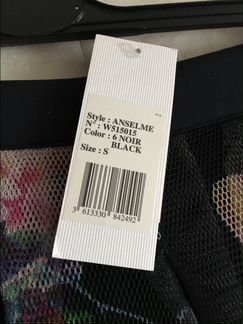 Style : ANSELME
N° : W515015
Color : 6 NOIR
BLACK
Size : S
3 613330 842492